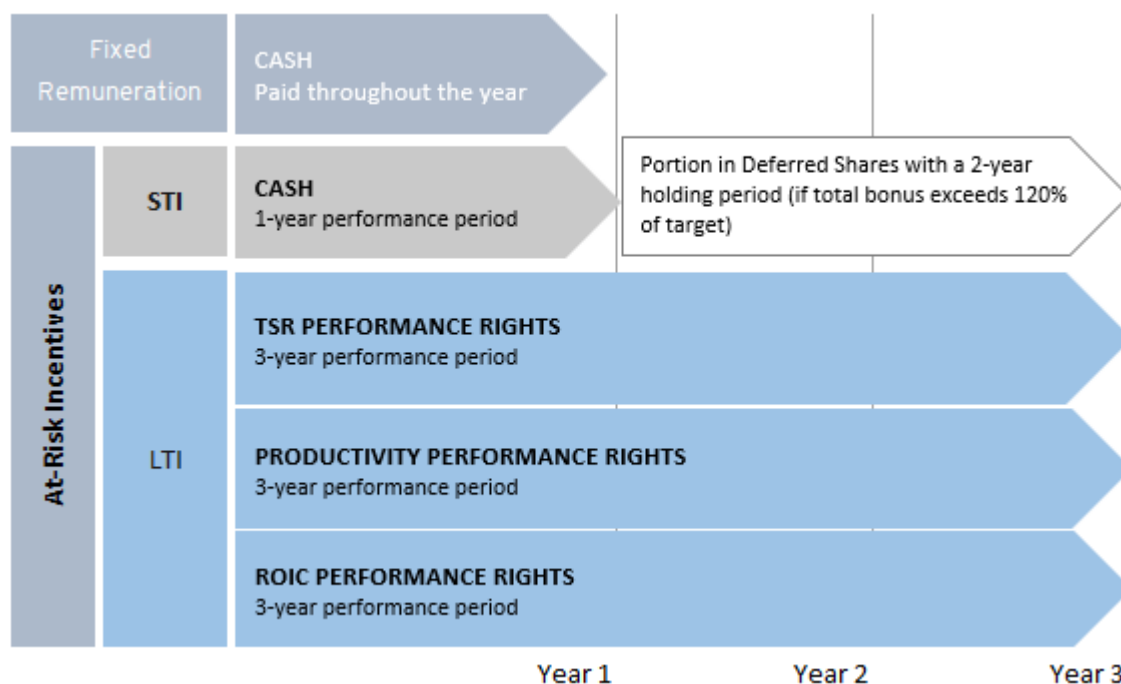 Fixed
Remuneration
CASH
Paid throughout the year
At-Risk Incentives
STI
CASH
1-year performance period
Portion in Deferred Shares with a 2-year
holding period (if total bonus exceeds 120%
of target)
LTI
TSR PERFORMANCE RIGHTS
3-year performance period
PRODUCTIVITY PERFORMANCE RIGHTS
3-year performance period
ROIC PERFORMANCE RIGHTS
3-year performance period
Year 1
Year 2
Year 3